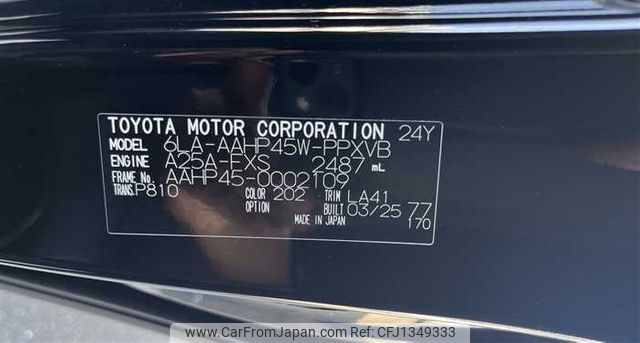 TOYOTA MOTOR CORPORATION 24Y
MODEL 6LA-AAHP45W-PPXVB
ENGINE A25A-FXS 2487 mL
FRAME No. AAHP45-0002109
TRANS. P810 COLOR 202 TRIM LA41
OPTION BUILT 03/25 77
MADE IN JAPAN 170
www.CarFromJapan.com - CFJ1349333